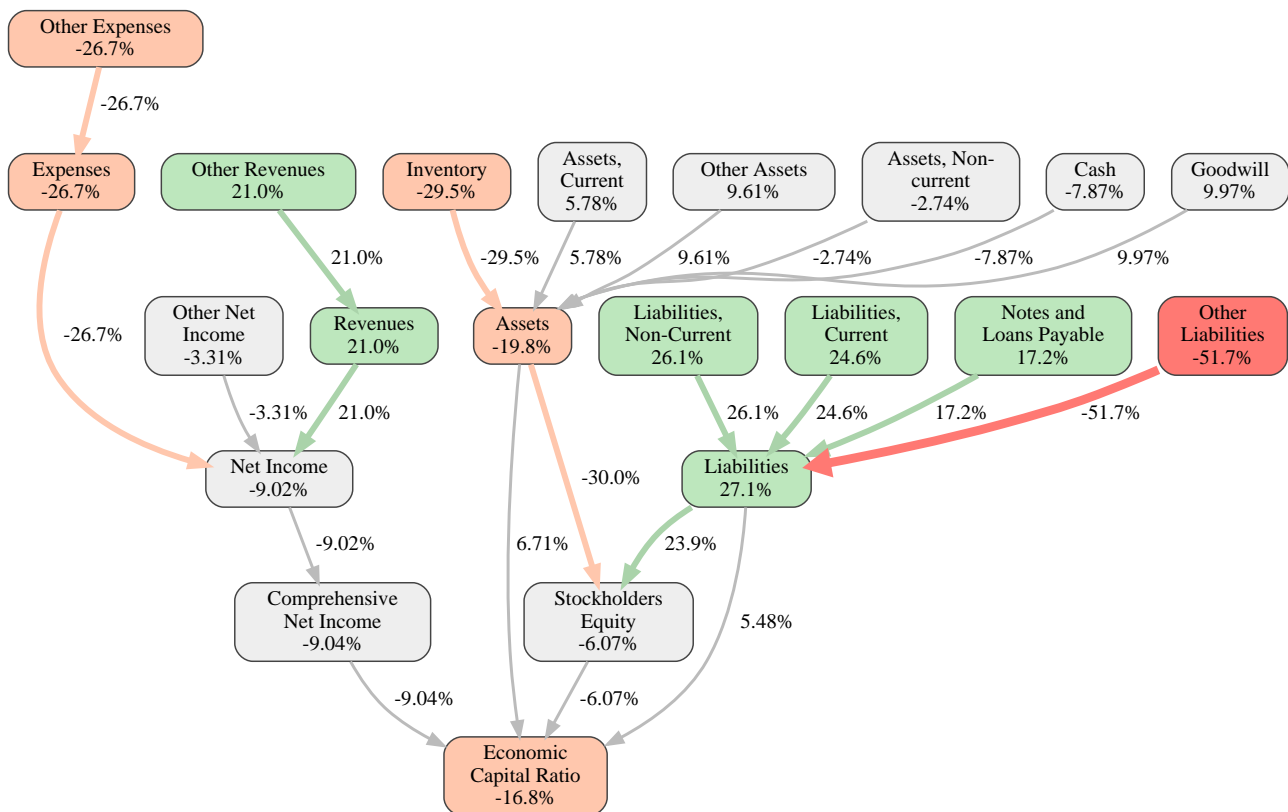 Other Expenses
-26.7%
-26.7%
Expenses
-26.7%
Other Revenues
21.0%
Inventory
-29.5%
Assets,
Current
5.78%
Other Assets
9.61%
Assets, Non-
current
-2.74%
Cash
-7.87%
Goodwill
9.97%
21.0%
-29.5%
5.78%
9.61%
-2.74%
-7.87%
9.97%
-26.7%
Other Net
Income
-3.31%
Revenues
21.0%
Assets
-19.8%
Liabilities,
Non-Current
26.1%
Liabilities,
Current
24.6%
Notes and
Loans Payable
17.2%
Other
Liabilities
-51.7%
-3.31%
21.0%
26.1%
24.6%
17.2%
-51.7%
Net Income
-9.02%
-30.0%
Liabilities
27.1%
-9.02%
6.71%
23.9%
Comprehensive
Net Income
-9.04%
Stockholders
Equity
-6.07%
5.48%
-9.04%
-6.07%
Economic
Capital Ratio
-16.8%